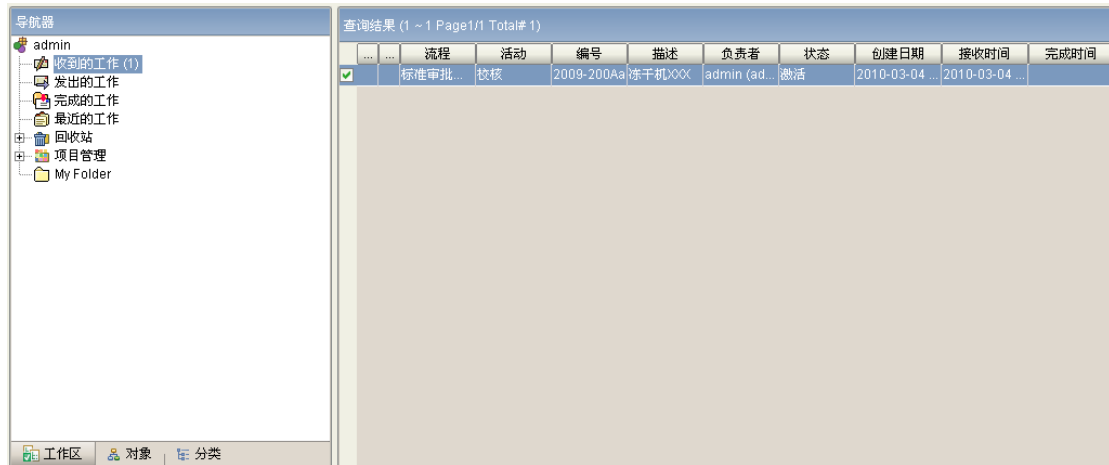 导航器
admin
收到的工作 (1)
发出的工作
完成的工作
最近的工作
回收站
项目管理
My Folder
工作区 对象 分类
查询结果 (1 ~ 1 Page1/1 Total# 1)
... ... 流程 活动 编号 描述 负责者 状态 创建日期 接收时间 完成时间
标准审批... 校核 2009-200Aa 冻干机XXX admin (ad... 激活 2010-03-04 ... 2010-03-04 ...